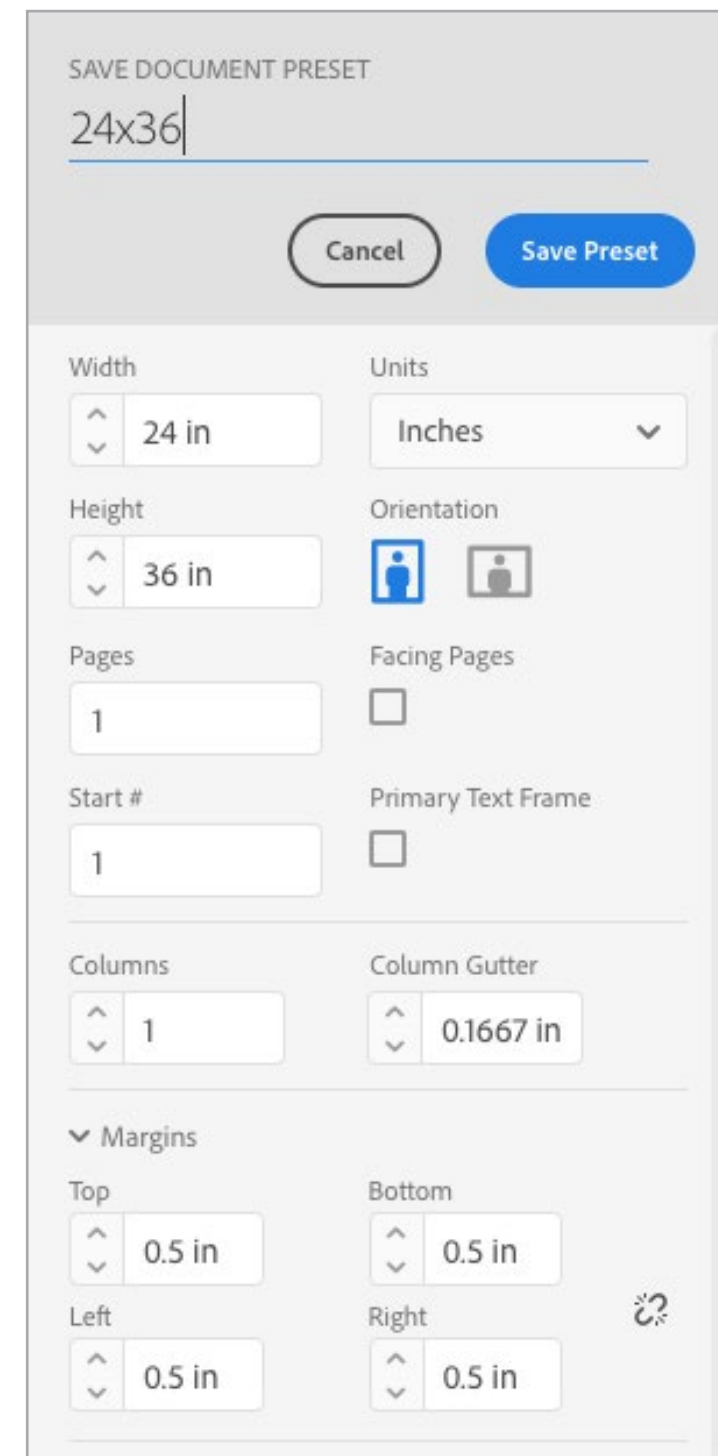 SAVE DOCUMENT PRESET
24x36
Cancel Save Preset
Width Units
24 in Inches
Height Orientation
36 in
Pages Facing Pages
1
Start # Primary Text Frame
1
Columns Column Gutter
1 0.1667 in
Margins
Top Bottom
0.5 in 0.5 in
Left Right
0.5 in 0.5 in